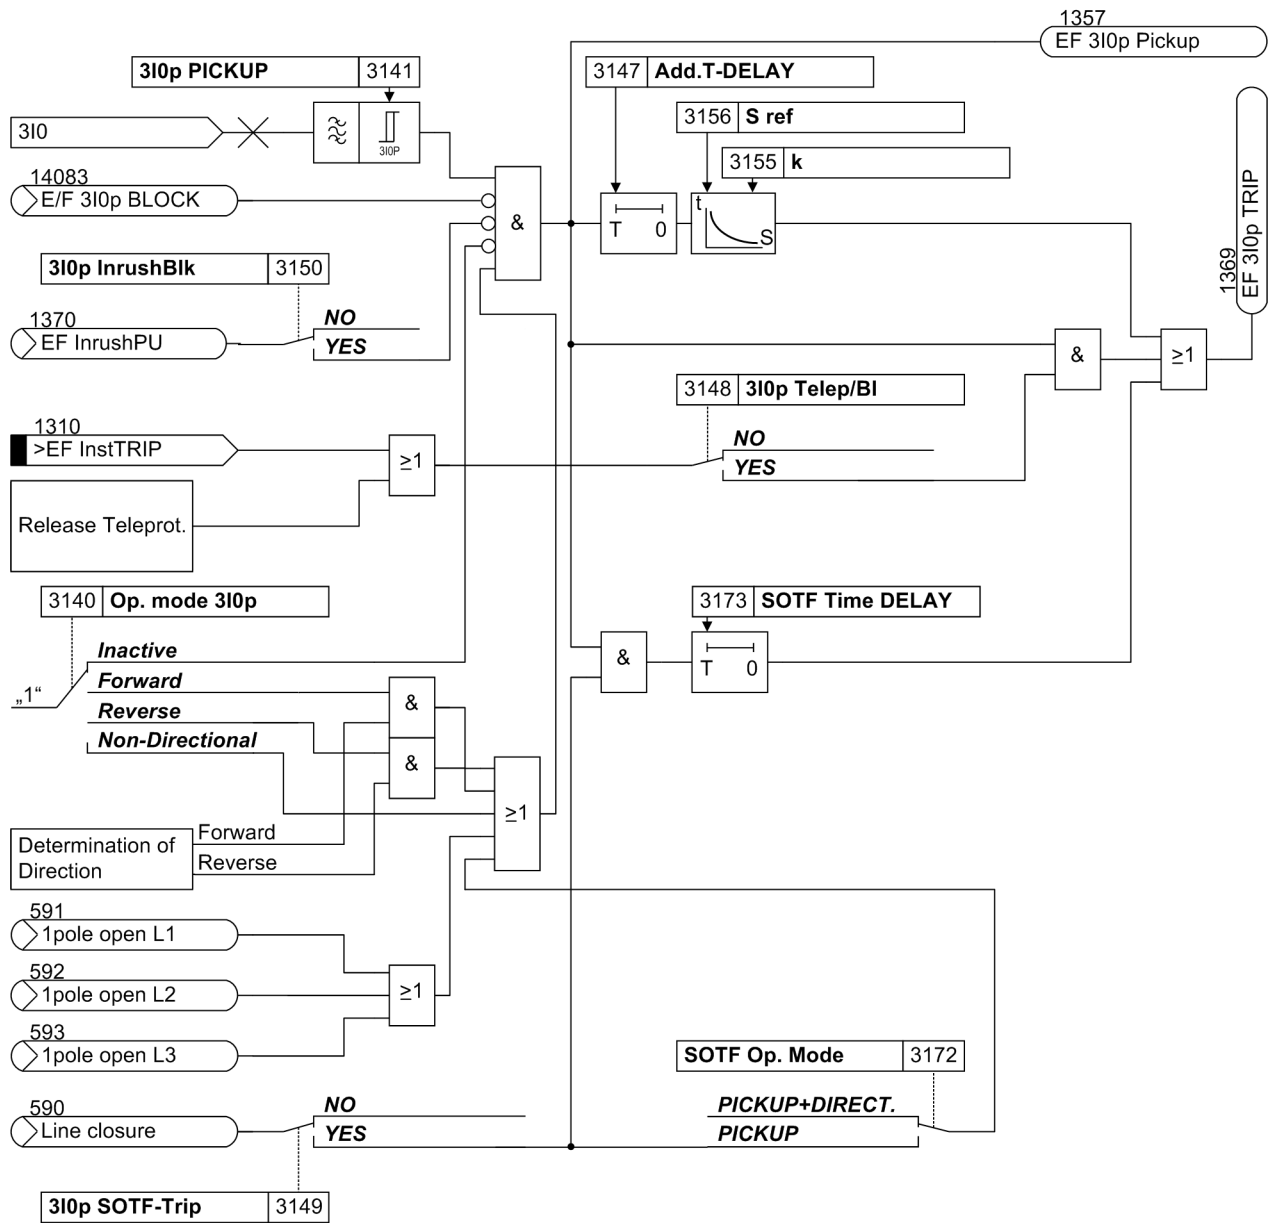 1357
EF 3I0p Pickup
3I0p PICKUP 3141
3147 Add.T-DELAY
3156 S ref
3155 k
3I0
3I0P
14083
E/F 3I0p BLOCK
&
T 0
t
S
1369
EF 3I0p TRIP
3I0p InrushBlk 3150
1370
EF InrushPU
NO
YES
&
≥1
3148 3I0p Telep/BI
1310
>EF InstTRIP
≥1
NO
YES
Release Teleprot.
3140 Op. mode 3I0p
3173 SOTF Time DELAY
„1“
Inactive
Forward
Reverse
Non-Directional
&
&
&
T 0
≥1
Determination of
Direction
Forward
Reverse
591
1pole open L1
592
1pole open L2
593
1pole open L3
≥1
SOTF Op. Mode 3172
590
Line closure
NO
YES
PICKUP+DIRECT.
PICKUP
3I0p SOTF-Trip 3149